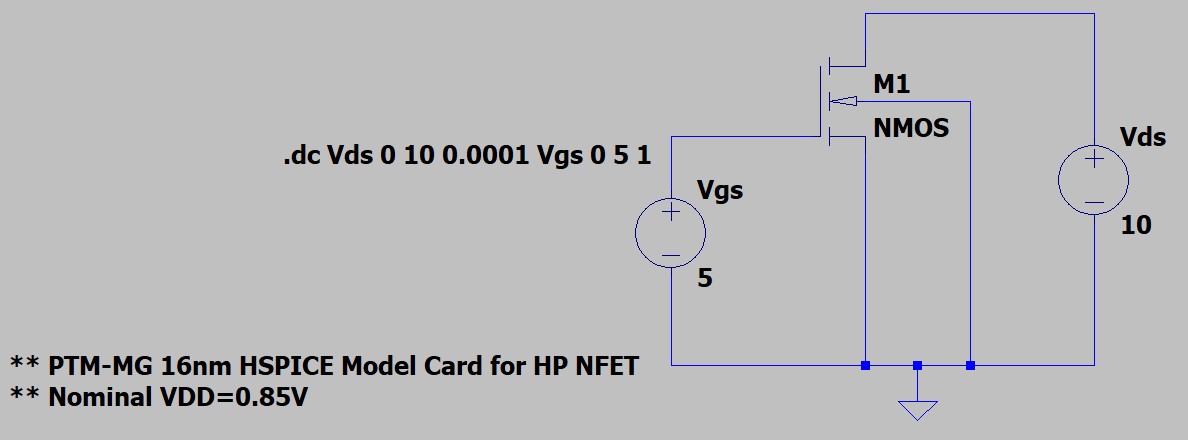 M1
NMOS
.dc Vds 0 10 0.0001 Vgs 0 5 1
Vds
10
Vgs
5
** PTM-MG 16nm HSPICE Model Card for HP NFET
** Nominal VDD=0.85V